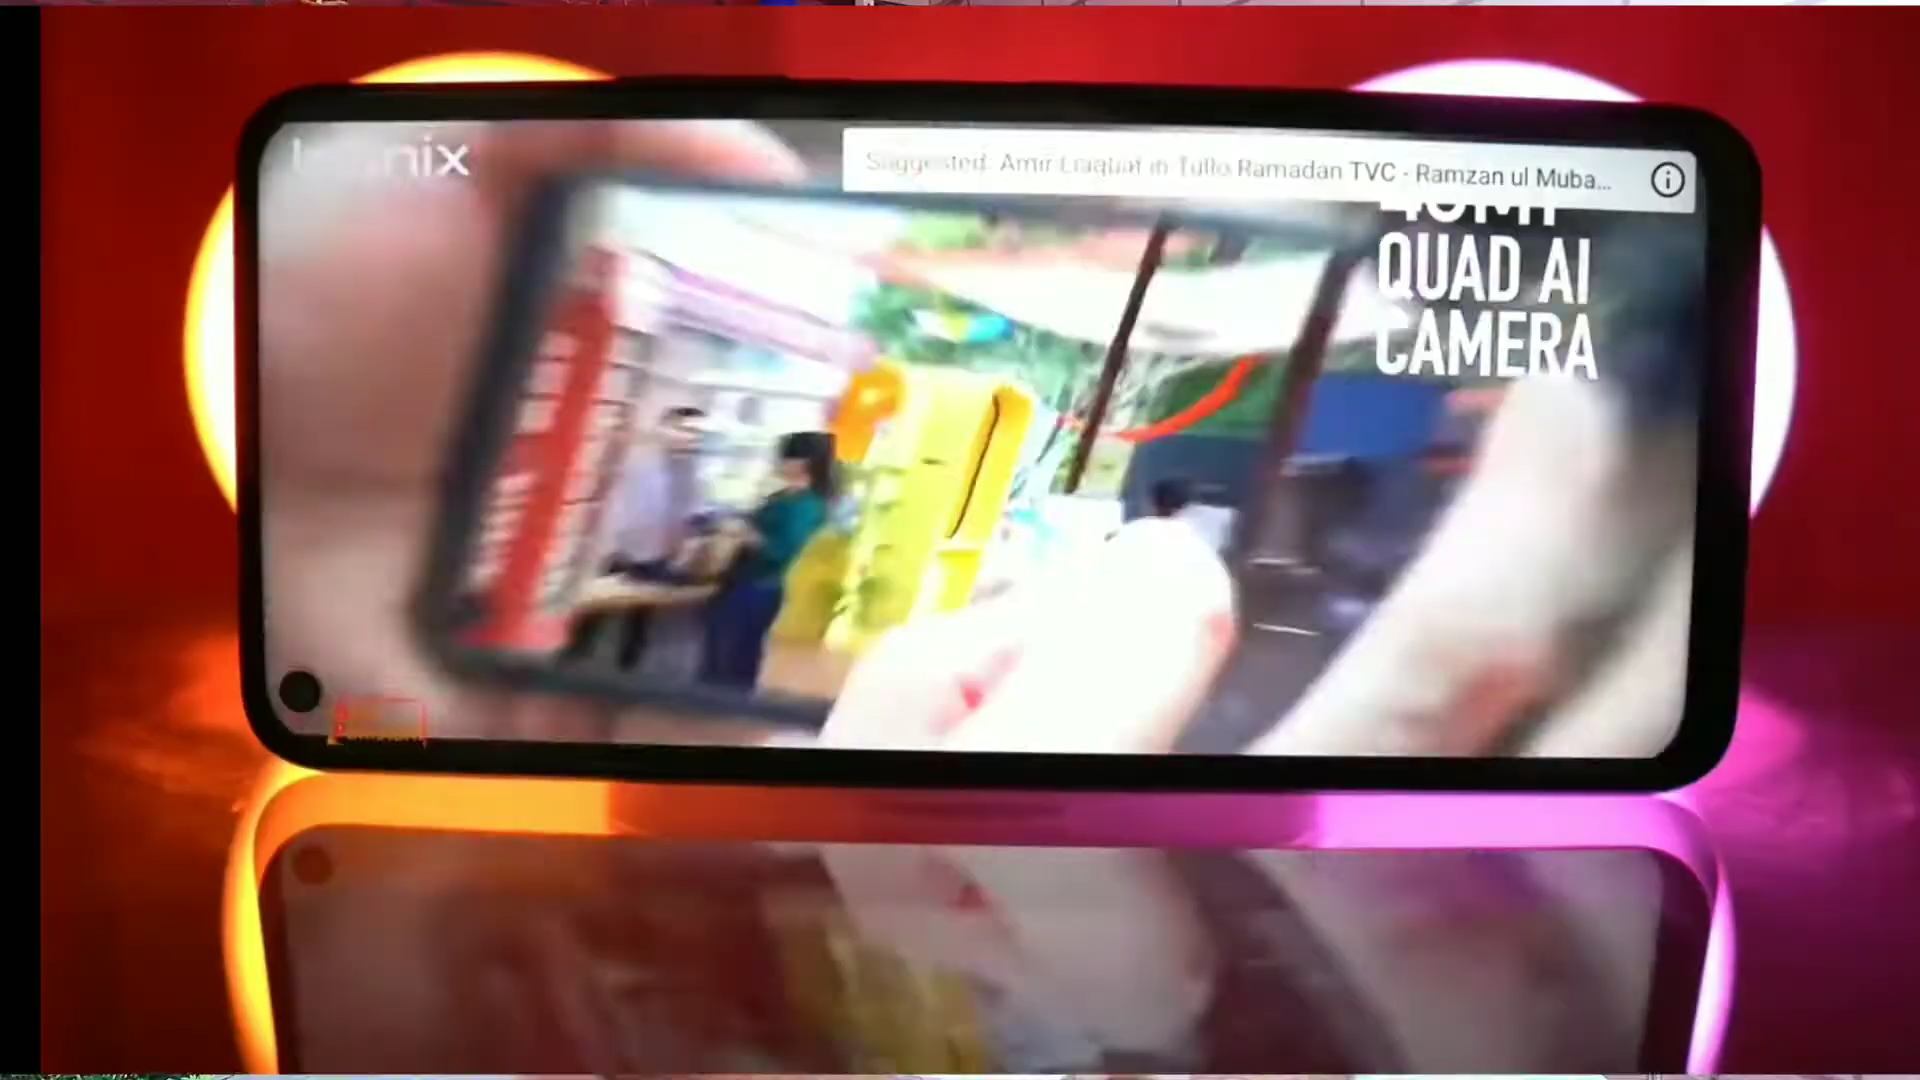 Suggested: Amir Liaquat in Tullo Ramadan TVC - Ramzan ul Muba...
QUAD AI
CAMERA